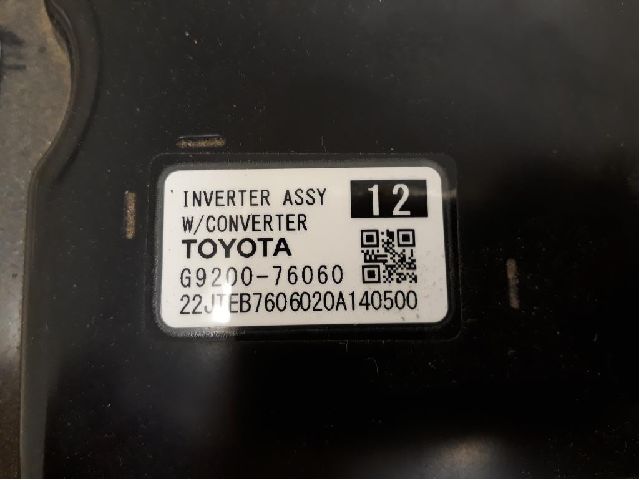 INVERTER ASSY
12
W/CONVERTER
TOYOTA
G9200-76060
22JTEB7606020A140500